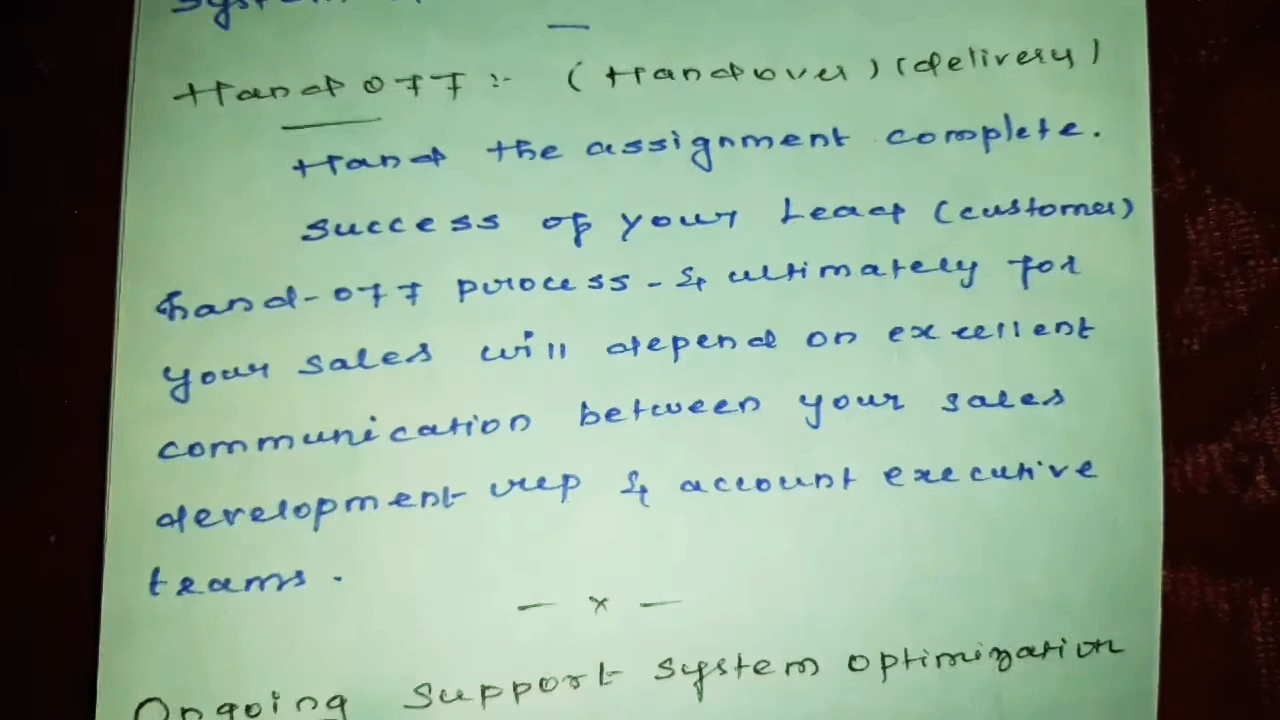 System
Hand off :- (Handover) (delivery)
Hand the assignment complete.
success of your Lead (customer)
hand-off process - & ultimately for
your sales will depend on excellent
communication between your sales
development rep & account executive
teams.
— x —
Ongoing support system optimization